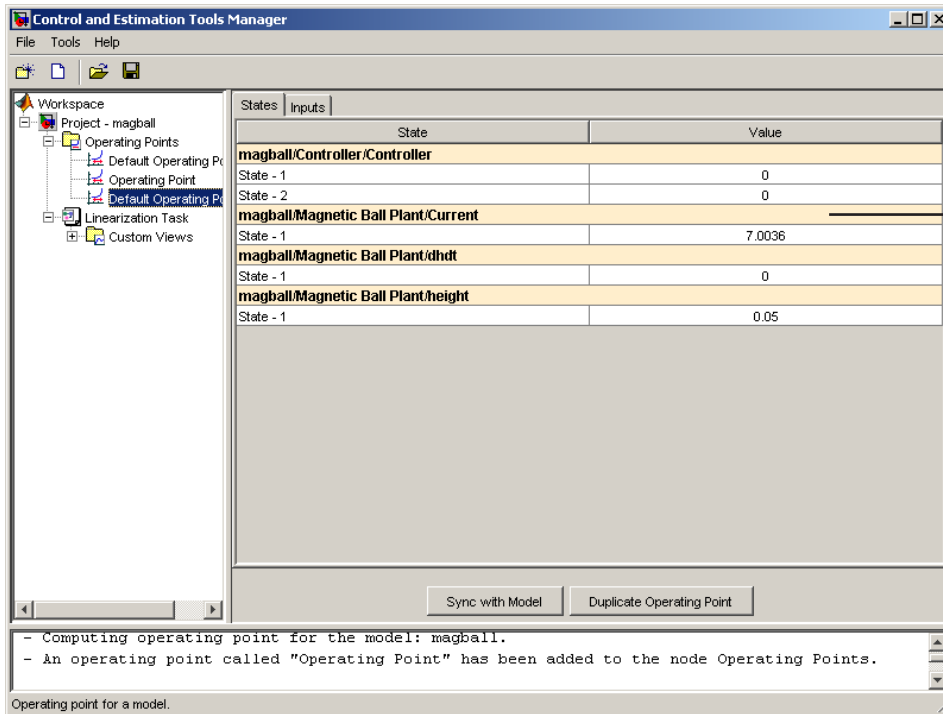 Control and Estimation Tools Manager
File Tools Help
Workspace
Project - magball
Operating Points
Default Operating Po
Operating Point
Default Operating Po
Linearization Task
Custom Views
States Inputs
State Value
magball/Controller/Controller
State - 1 0
State - 2 0
magball/Magnetic Ball Plant/Current
State - 1 7.0036
magball/Magnetic Ball Plant/dhdt
State - 1 0
magball/Magnetic Ball Plant/height
State - 1 0.05
Sync with Model Duplicate Operating Point
- Computing operating point for the model: magball.
- An operating point called "Operating Point" has been added to the node Operating Points.
Operating point for a model.